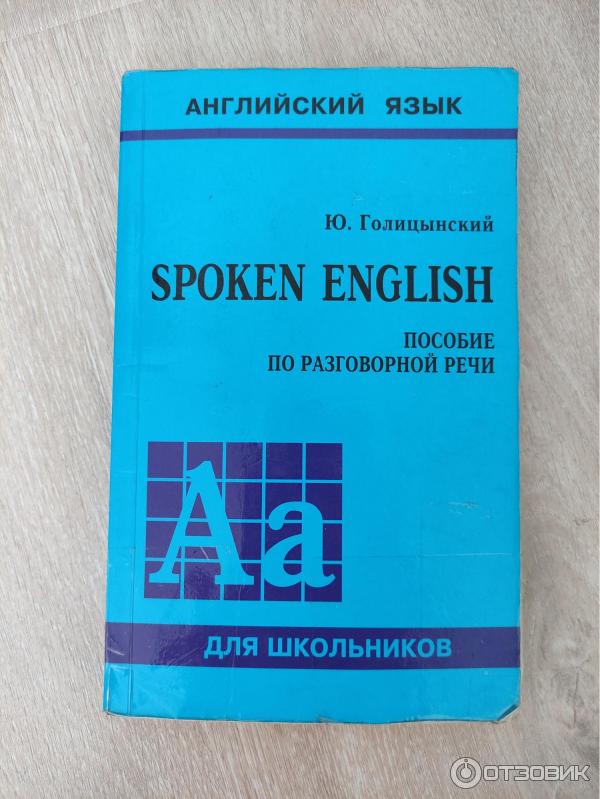 АНГЛИЙСКИЙ ЯЗЫК
Ю. Голицынский
SPOKEN ENGLISH
ПОСОБИЕ
ПО РАЗГОВОРНОЙ РЕЧИ
Aa
ДЛЯ ШКОЛЬНИКОВ
ОТЗОВИК